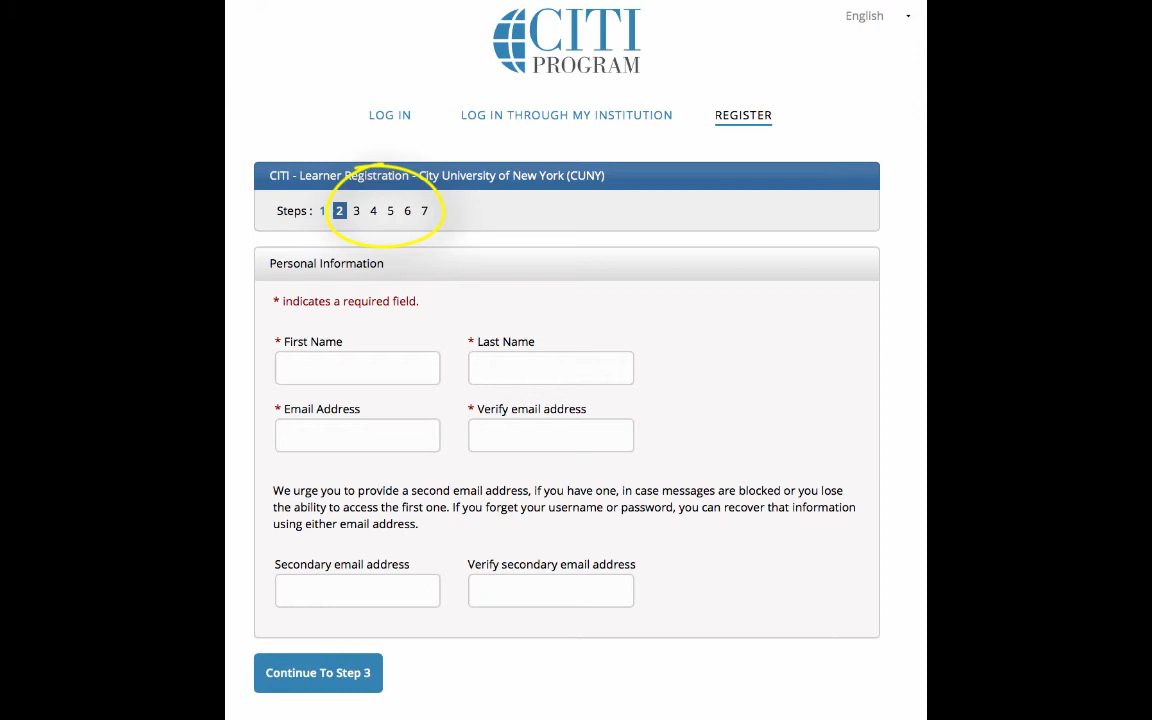 CITI
PROGRAM
English
LOG IN LOG IN THROUGH MY INSTITUTION REGISTER
CITI - Learner Registration - City University of New York (CUNY)
Steps : 1 2 3 4 5 6 7
Personal Information
* indicates a required field.
* First Name * Last Name
* Email Address * Verify email address
We urge you to provide a second email address, if you have one, in case messages are blocked or you lose
the ability to access the first one. If you forget your username or password, you can recover that information
using either email address.
Secondary email address Verify secondary email address
Continue To Step 3